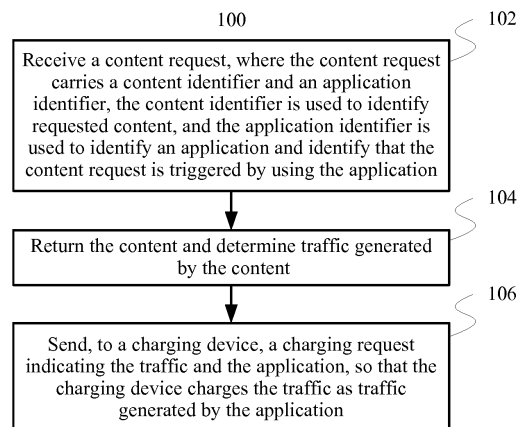 100
102
Receive a content request, where the content request
carries a content identifier and an application
identifier, the content identifier is used to identify
requested content, and the application identifier is
used to identify an application and identify that the
content request is triggered by using the application
104
Return the content and determine traffic generated
by the content
106
Send, to a charging device, a charging request
indicating the traffic and the application, so that the
charging device charges the traffic as traffic
generated by the application